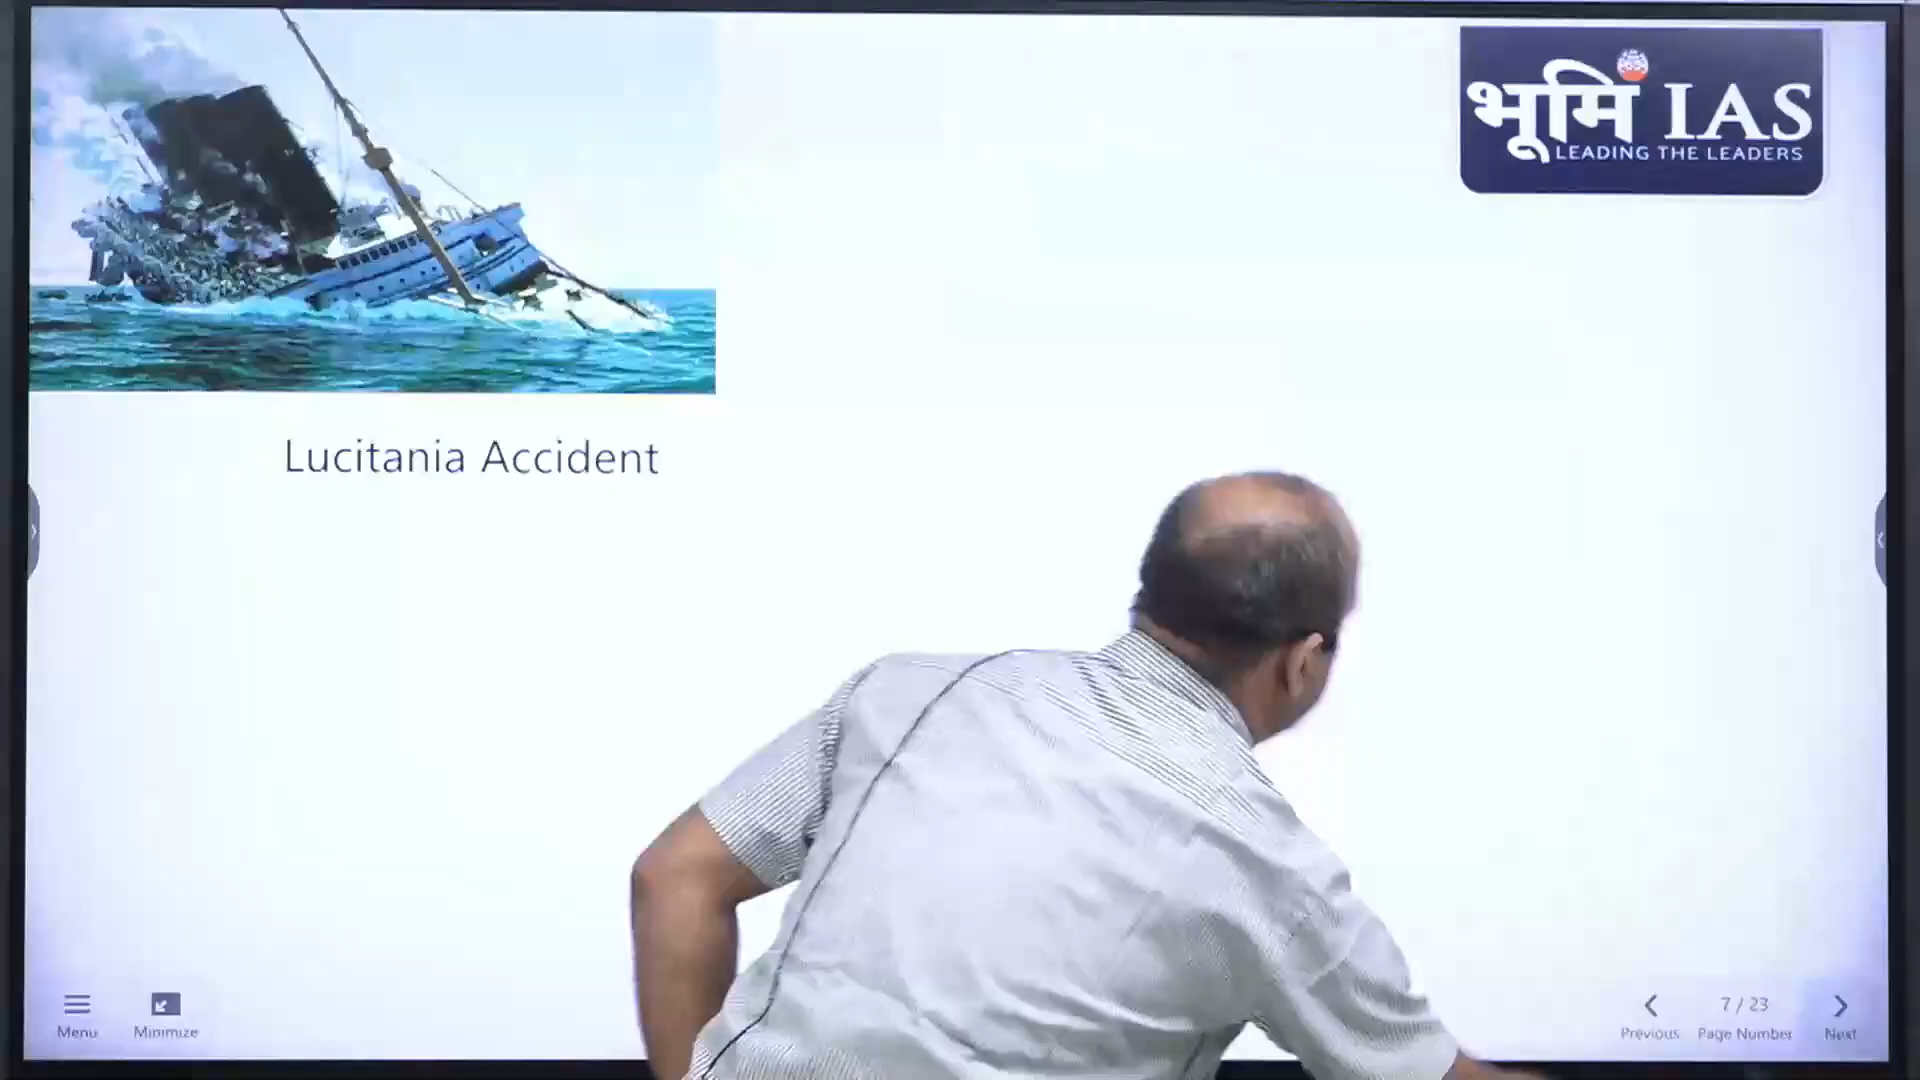 भूमि IAS
LEADING THE LEADERS
Lucitania Accident
Menu
Minimize
7 / 23
Previous
Page Number
Next